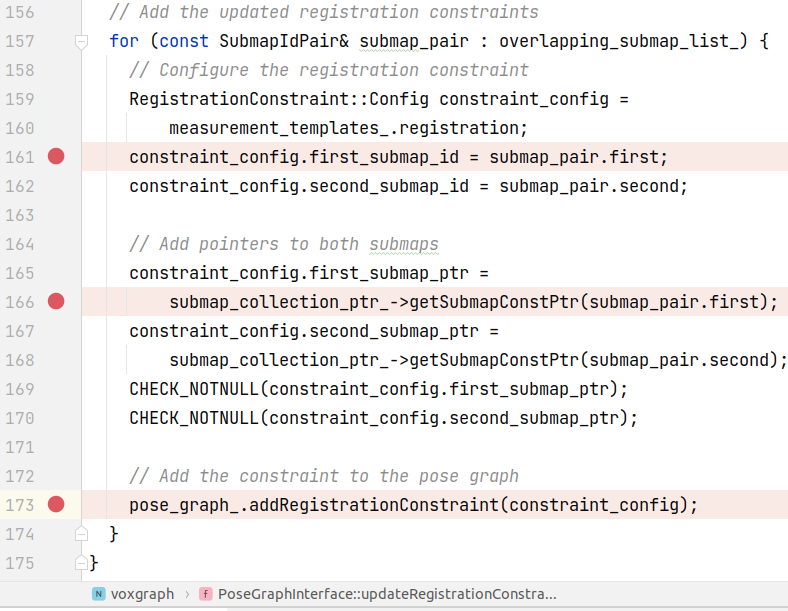 156 // Add the updated registration constraints
157 for (const SubmapIdPair& submap_pair : overlapping_submap_list_) {
158 // Configure the registration constraint
159 RegistrationConstraint::Config constraint_config =
160 measurement_templates_.registration;
161 constraint_config.first_submap_id = submap_pair.first;
162 constraint_config.second_submap_id = submap_pair.second;
163
164 // Add pointers to both submaps
165 constraint_config.first_submap_ptr =
166 submap_collection_ptr_->getSubmapConstPtr(submap_pair.first);
167 constraint_config.second_submap_ptr =
168 submap_collection_ptr_->getSubmapConstPtr(submap_pair.second);
169 CHECK_NOTNULL(constraint_config.first_submap_ptr);
170 CHECK_NOTNULL(constraint_config.second_submap_ptr);
171
172 // Add the constraint to the pose graph
173 pose_graph_.addRegistrationConstraint(constraint_config);
174 }
175 }
N voxgraph › f PoseGraphInterface::updateRegistrationConstra...